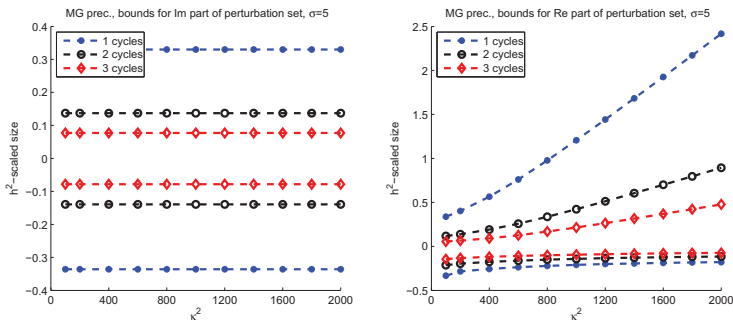 MG prec., bounds for Im part of perturbation set, σ=5
0.4
0.3
0.2
0.1
0
−0.1
−0.2
−0.3
−0.4
h²−scaled size
1 cycles
2 cycles
3 cycles
0 400 800 1200 1600 2000
κ²
MG prec., bounds for Re part of perturbation set, σ=5
2.5
2
1.5
1
0.5
0
−0.5
h²−scaled size
1 cycles
2 cycles
3 cycles
0 400 800 1200 1600 2000
κ²